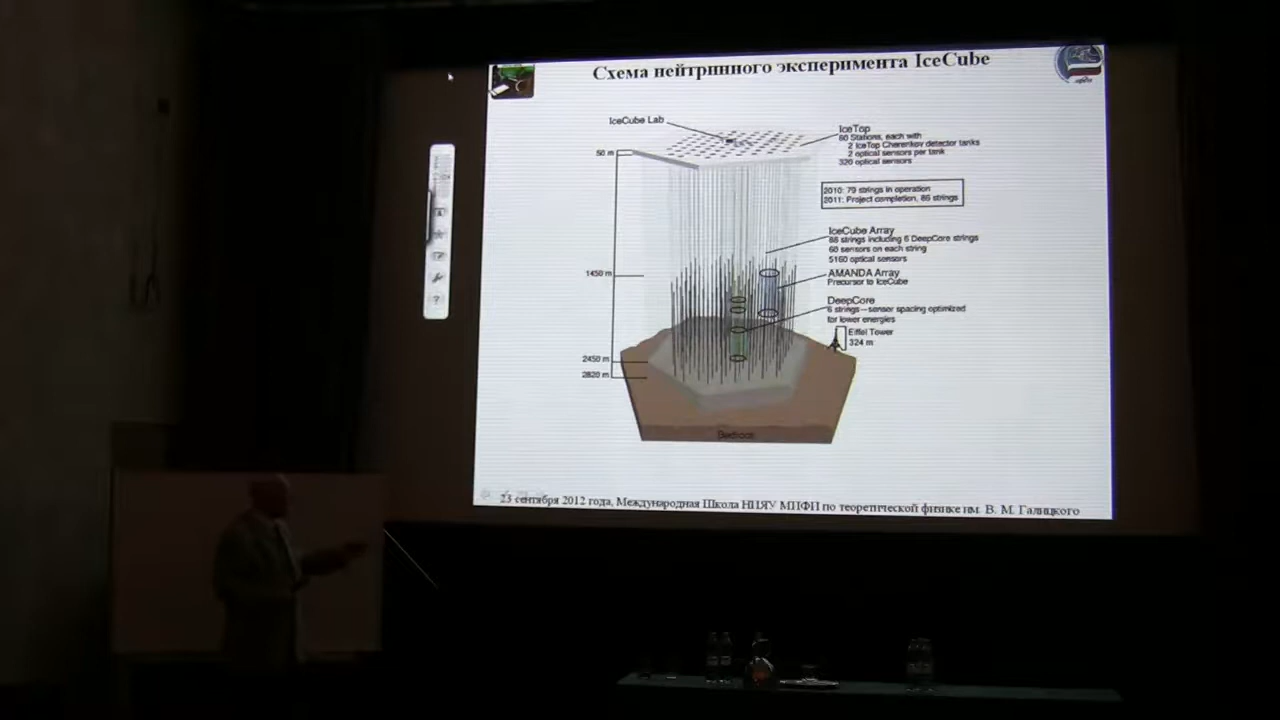 Схема нейтринного эксперимента IceCube
IceCube Lab
IceTop
60 Stations, each with
2 IceTop Cherenkov detector tanks
2 optical sensors per tank
320 optical sensors
50 m
2010: 79 strings in operation
2011: Project completion, 86 strings
IceCube Array
86 strings including 6 DeepCore strings
60 sensors on each string
5160 optical sensors
1450 m
AMANDA Array
Precursor to IceCube
DeepCore
6 strings—sensor spacing optimized
for lower energies
Eiffel Tower
324 m
2450 m
2820 m
Bedrock
23 сентября 2012 года, Международная Школа НИЯУ МИФИ по теоретической физике им. В. М. Галицкого
?